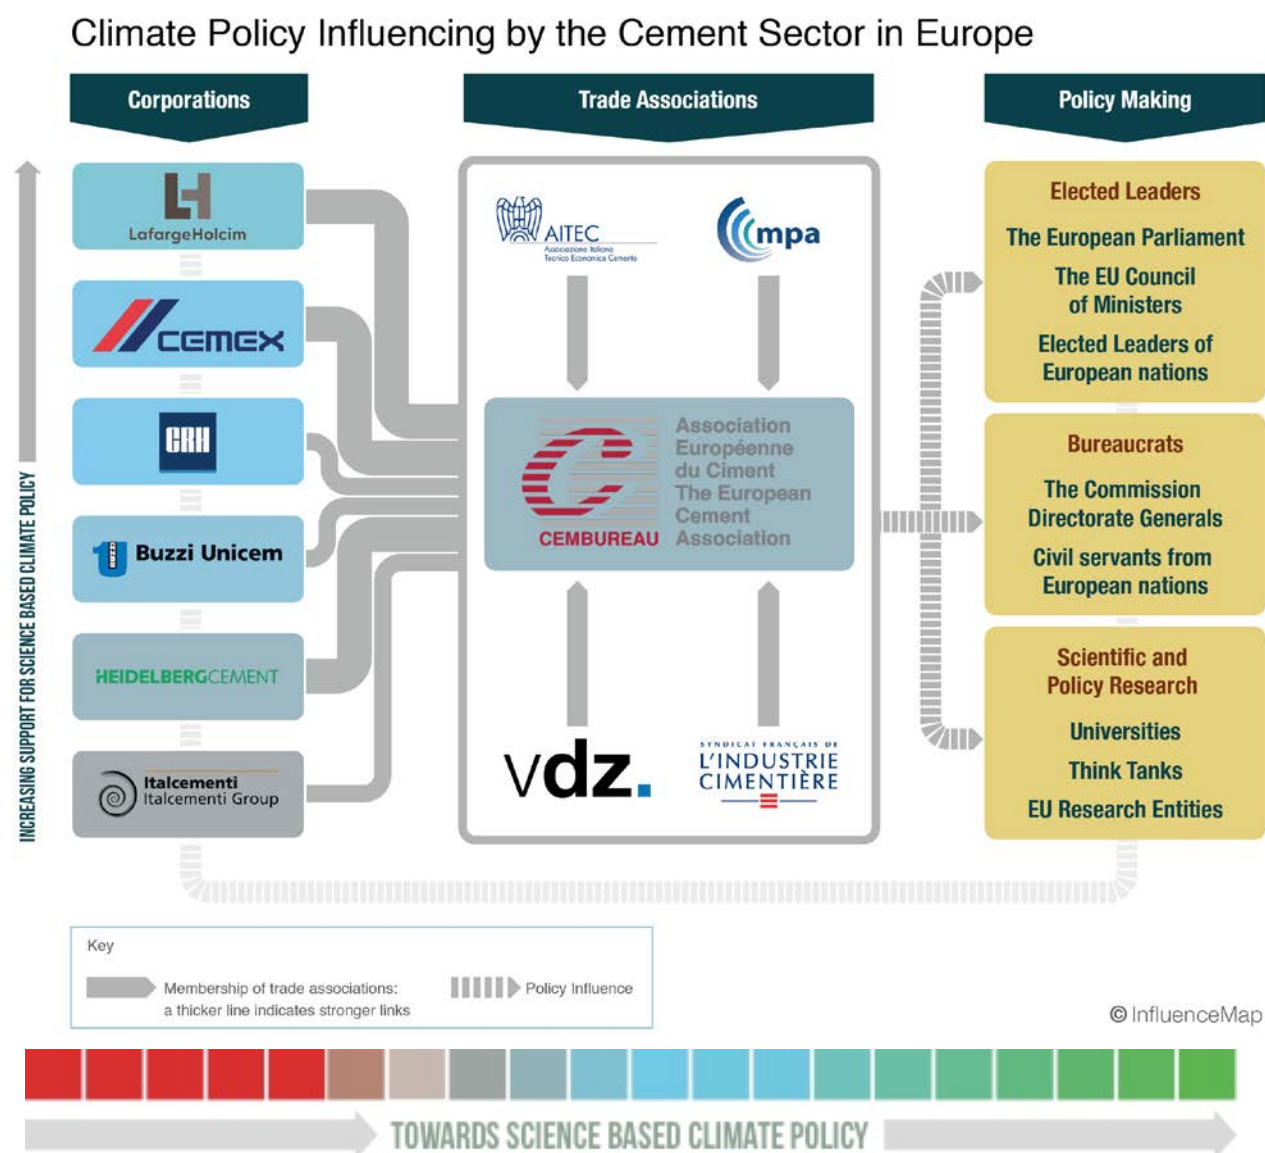 Climate Policy Influencing by the Cement Sector in Europe
Corporations
Trade Associations
Policy Making
INCREASING SUPPORT FOR SCIENCE BASED CLIMATE POLICY
LafargeHolcim
CEMEX
CRH
Buzzi Unicem
HEIDELBERGCEMENT
Italcementi
Italcementi Group
AITEC
Associazione Italiana
Tecnico Economica Cemento
mpa
CEMBUREAU
Association
Européenne
du Ciment
The European
Cement
Association
vdz.
SYNDICAT FRANÇAIS DE
L'INDUSTRIE
CIMENTIÈRE
Elected Leaders
The European Parliament
The EU Council
of Ministers
Elected Leaders of
European nations
Bureaucrats
The Commission
Directorate Generals
Civil servants from
European nations
Scientific and
Policy Research
Universities
Think Tanks
EU Research Entities
Key
Membership of trade associations:
a thicker line indicates stronger links
Policy Influence
© InfluenceMap
TOWARDS SCIENCE BASED CLIMATE POLICY